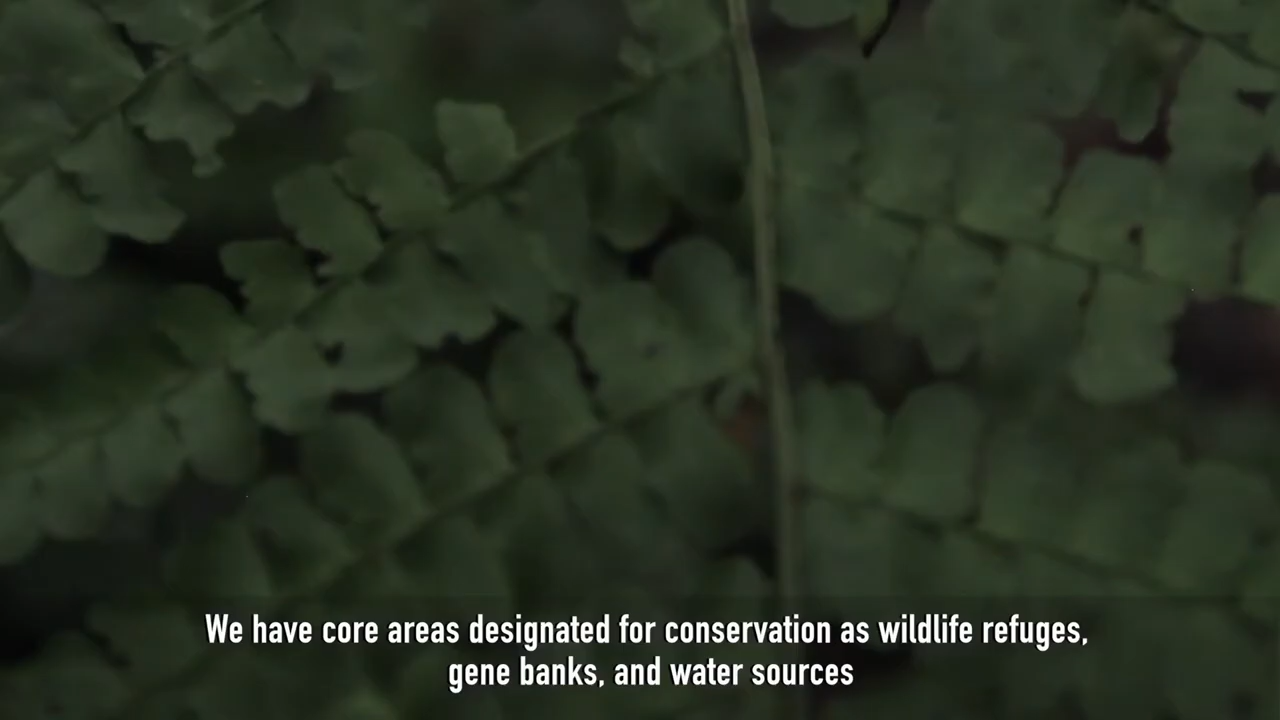 We have core areas designated for conservation as wildlife refuges,
gene banks, and water sources